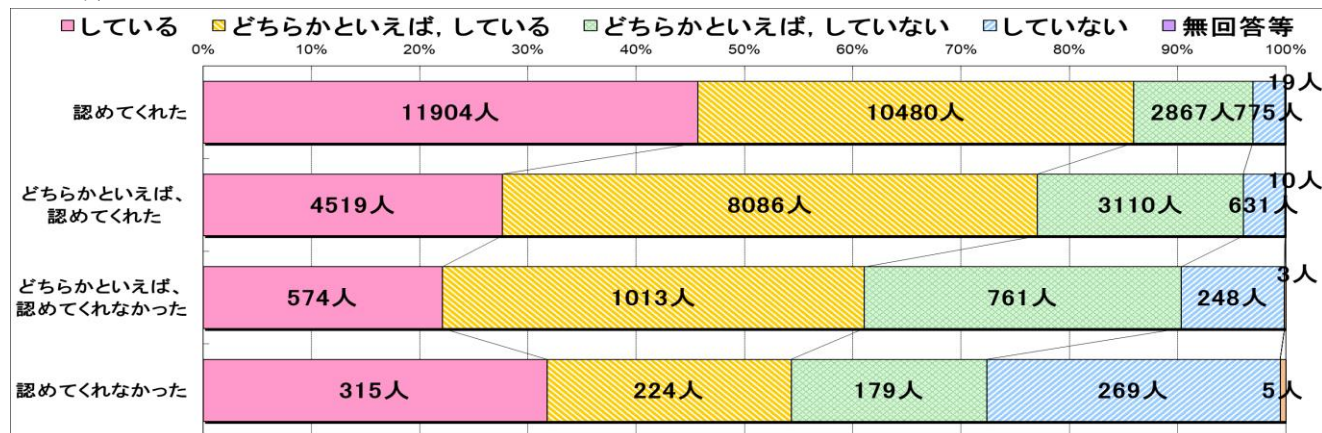 している どちらかといえば，している どちらかといえば，していない していない 無回答等
0% 10% 20% 30% 40% 50% 60% 70% 80% 90% 100%
認めてくれた
11904人 10480人 2867人 775人 19人
どちらかといえば、
認めてくれた
4519人 8086人 3110人 631人 10人
どちらかといえば、
認めてくれなかった
574人 1013人 761人 248人 3人
認めてくれなかった
315人 224人 179人 269人 5人